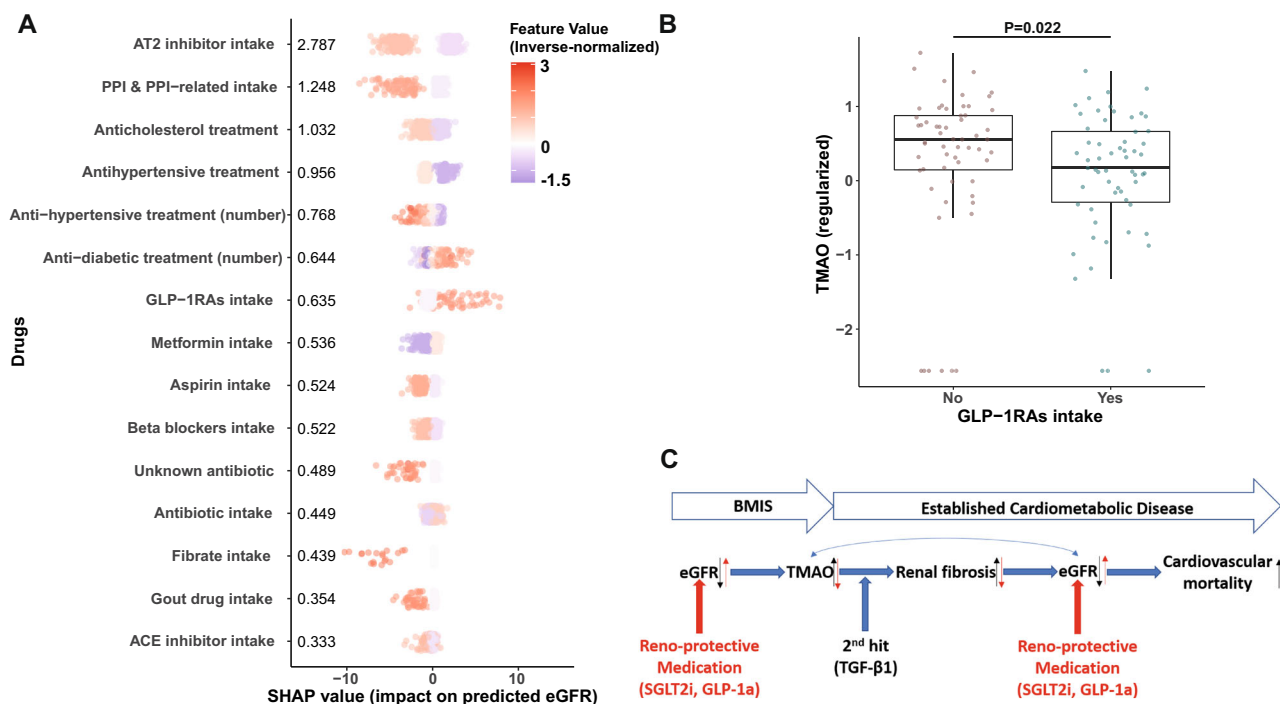 A
Feature Value
(Inverse-normalized)
3
0
-1.5
Drugs
AT2 inhibitor intake 2.787
PPI & PPI−related intake 1.248
Anticholesterol treatment 1.032
Antihypertensive treatment 0.956
Anti−hypertensive treatment (number) 0.768
Anti−diabetic treatment (number) 0.644
GLP−1RAs intake 0.635
Metformin intake 0.536
Aspirin intake 0.524
Beta blockers intake 0.522
Unknown antibiotic 0.489
Antibiotic intake 0.449
Fibrate intake 0.439
Gout drug intake 0.354
ACE inhibitor intake 0.333
−10 0 10
SHAP value (impact on predicted eGFR)
B
P=0.022
TMAO (regularized)
1
0
−1
−2
No Yes
GLP−1RAs intake
C
BMIS Established Cardiometabolic Disease
eGFR TMAO Renal fibrosis eGFR Cardiovascular
mortality
Reno-protective
Medication
(SGLT2i, GLP-1a)
2nd hit
(TGF-β1)
Reno-protective
Medication
(SGLT2i, GLP-1a)